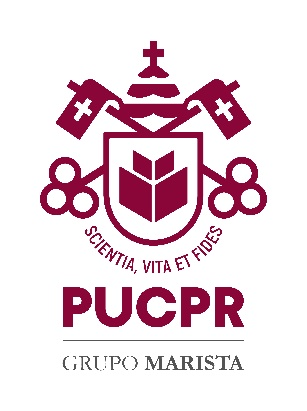 SCIENTIA, VITA ET FIDES
PUCPR
GRUPO MARISTA